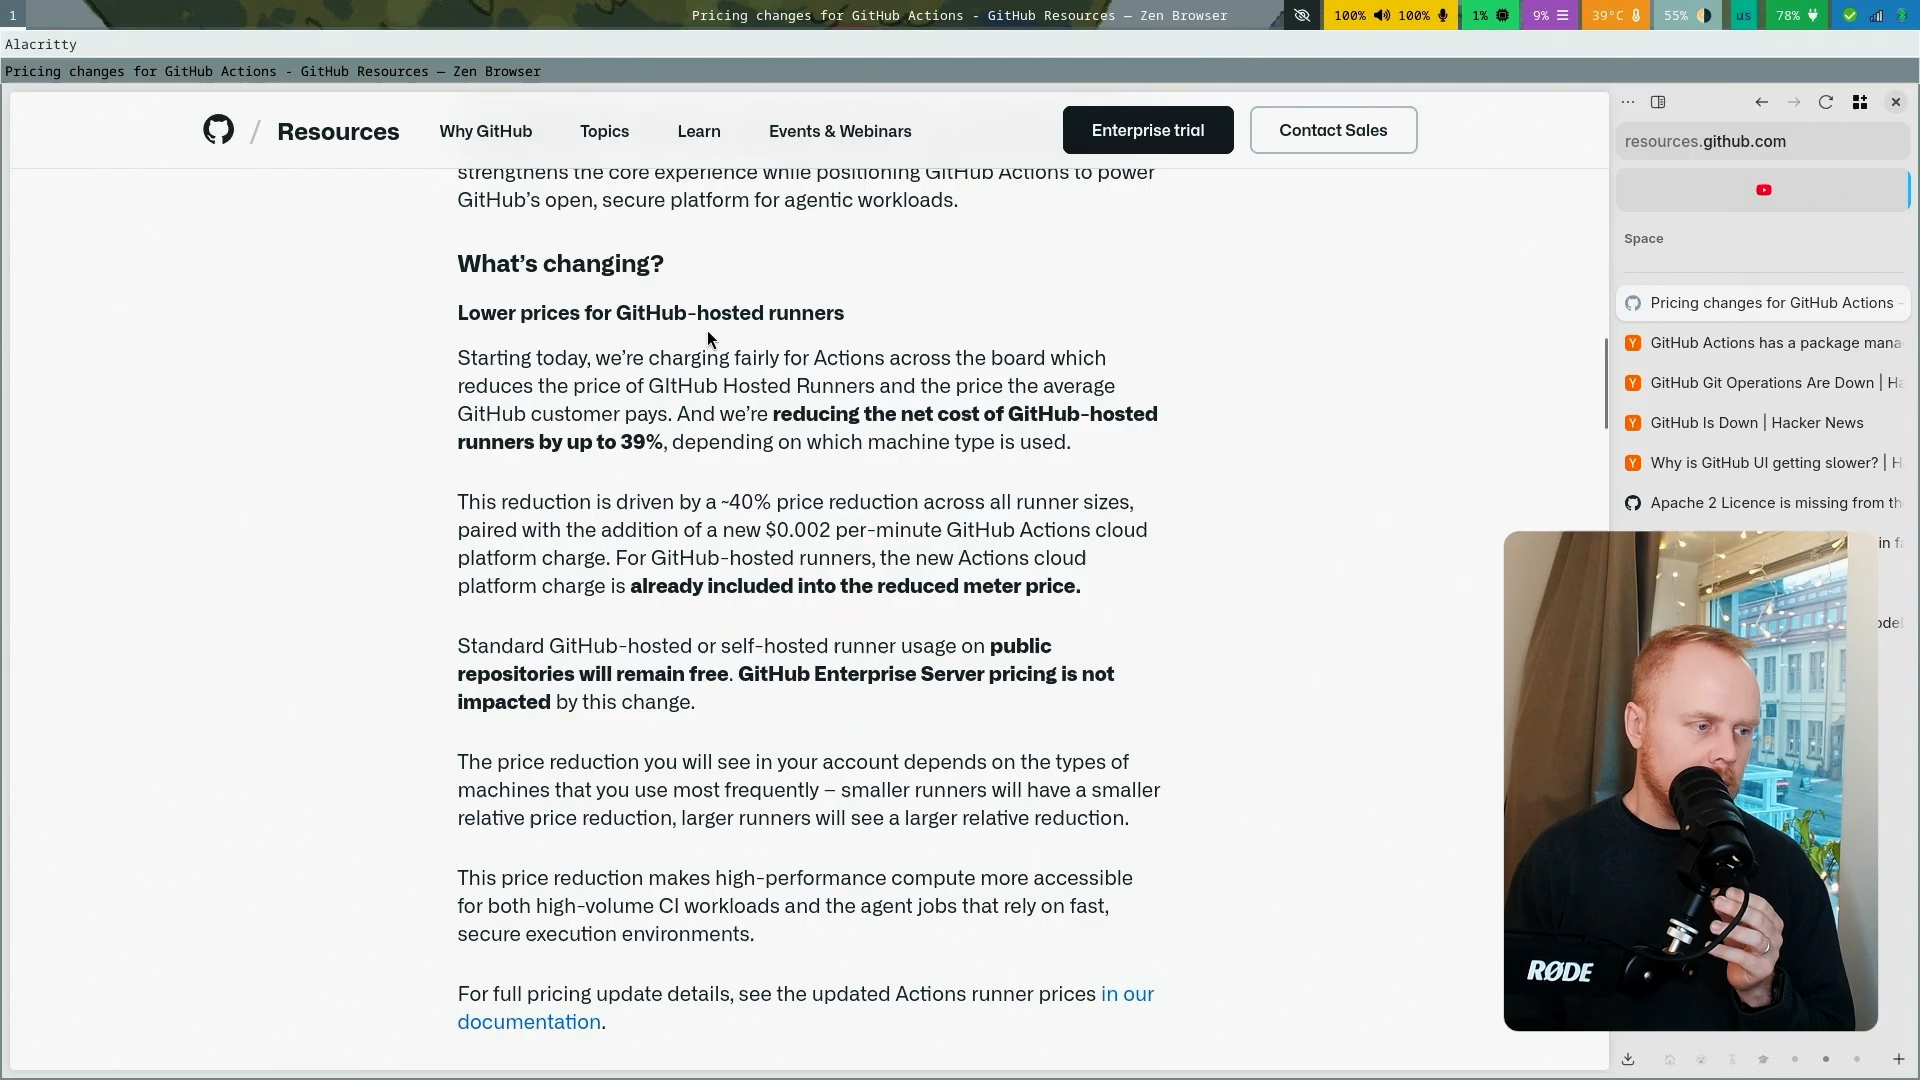 1
Pricing changes for GitHub Actions - GitHub Resources — Zen Browser
100% 100%
1%
9%
39°C
55%
us
78%
Alacritty
Pricing changes for GitHub Actions - GitHub Resources — Zen Browser
/ Resources
Why GitHub
Topics
Learn
Events & Webinars
Enterprise trial
Contact Sales
strengthens the core experience while positioning GitHub Actions to power
GitHub’s open, secure platform for agentic workloads.
What’s changing?
Lower prices for GitHub-hosted runners
Starting today, we’re charging fairly for Actions across the board which
reduces the price of GItHub Hosted Runners and the price the average
GitHub customer pays. And we’re reducing the net cost of GitHub-hosted
runners by up to 39%, depending on which machine type is used.
This reduction is driven by a ~40% price reduction across all runner sizes,
paired with the addition of a new $0.002 per-minute GitHub Actions cloud
platform charge. For GitHub-hosted runners, the new Actions cloud
platform charge is already included into the reduced meter price.
Standard GitHub-hosted or self-hosted runner usage on public
repositories will remain free. GitHub Enterprise Server pricing is not
impacted by this change.
The price reduction you will see in your account depends on the types of
machines that you use most frequently – smaller runners will have a smaller
relative price reduction, larger runners will see a larger relative reduction.
This price reduction makes high-performance compute more accessible
for both high-volume CI workloads and the agent jobs that rely on fast,
secure execution environments.
For full pricing update details, see the updated Actions runner prices in our
documentation.
resources.github.com
Space
Pricing changes for GitHub Actions -
Y GitHub Actions has a package mana
Y GitHub Git Operations Are Down | Ha
Y GitHub Is Down | Hacker News
Y Why is GitHub UI getting slower? | H
Apache 2 Licence is missing from th
in fa
odel
RØDE